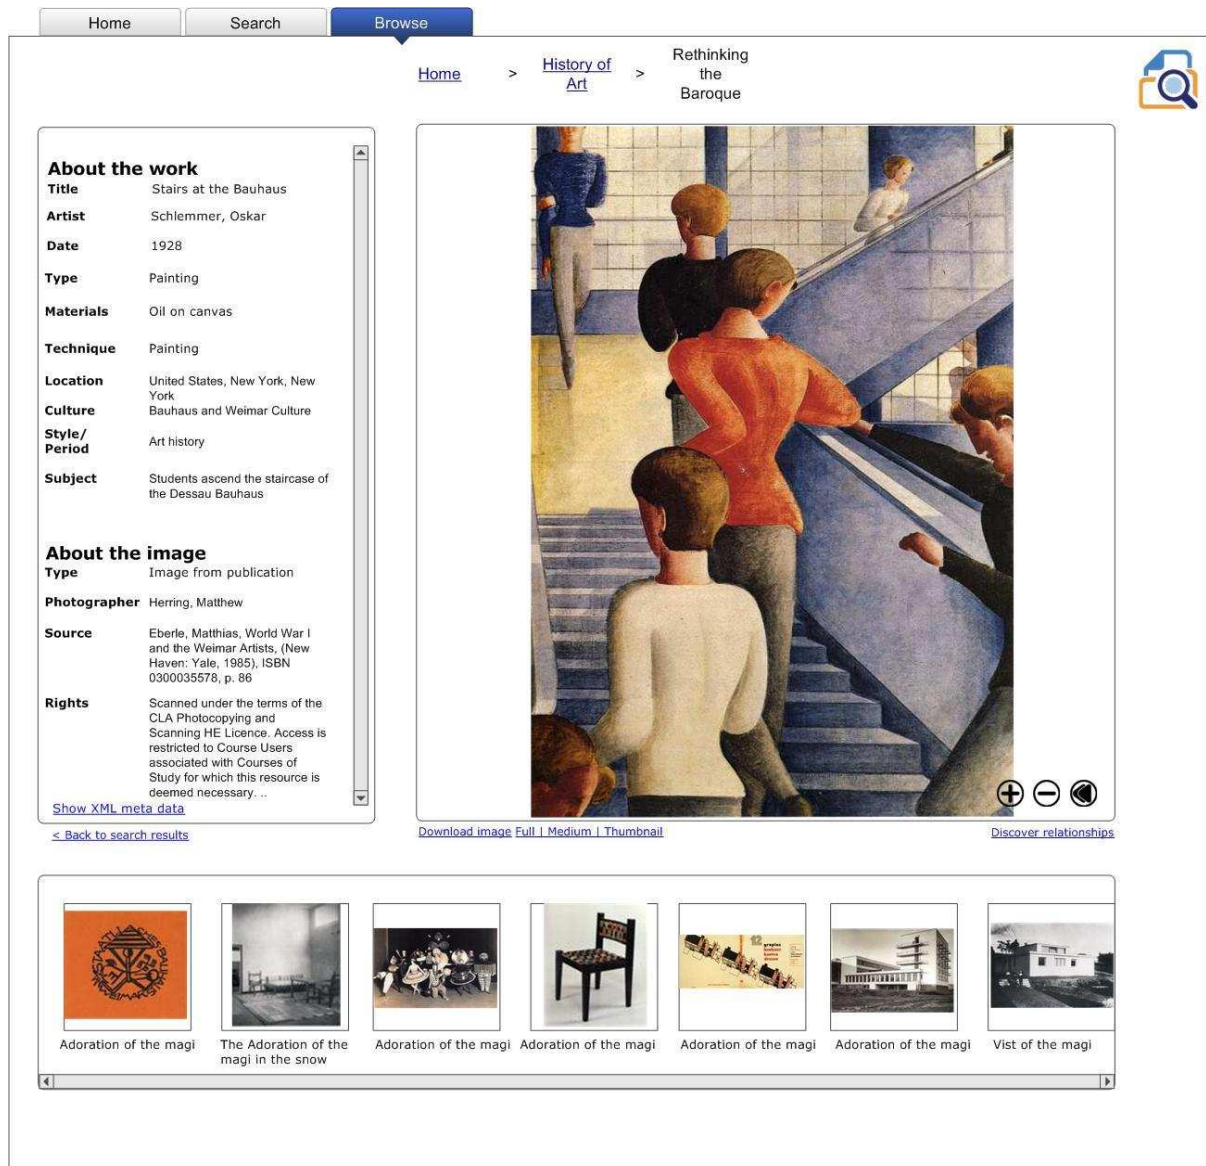 Home
Search
Browse
Home > History of Art > Rethinking the Baroque
About the work
Title Stairs at the Bauhaus
Artist Schlemmer, Oskar
Date 1928
Type Painting
Materials Oil on canvas
Technique Painting
Location United States, New York, New
York
Culture Bauhaus and Weimar Culture
Style/
Period Art history
Subject Students ascend the staircase of
the Dessau Bauhaus
About the image
Type Image from publication
Photographer Herring, Matthew
Source Eberle, Matthias, World War I
and the Weimar Artists, (New
Haven: Yale, 1985), ISBN
0300035578, p. 86
Rights Scanned under the terms of the
CLA Photocopying and
Scanning HE Licence. Access is
restricted to Course Users
associated with Courses of
Study for which this resource is
deemed necessary. ..
Show XML meta data
< Back to search results
Download image Full | Medium | Thumbnail
Discover relationships
Adoration of the magi
The Adoration of the
magi in the snow
Adoration of the magi
Adoration of the magi
Adoration of the magi
Adoration of the magi
Vist of the magi